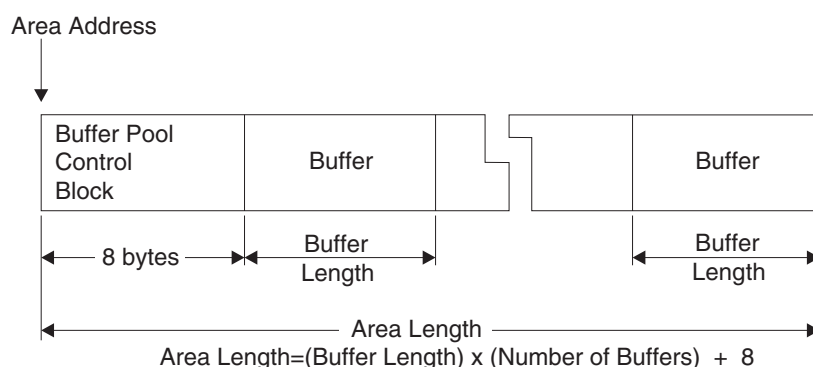 Area Address
Buffer Pool
Control
Block
Buffer
Buffer
8 bytes
Buffer
Length
Buffer
Length
Area Length
Area Length=(Buffer Length) x (Number of Buffers) + 8